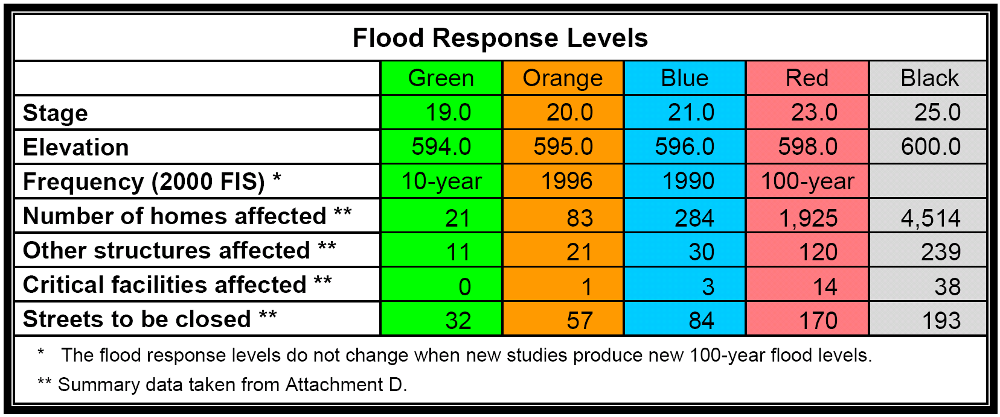 Flood Response Levels
Green Orange Blue Red Black
Stage 19.0 20.0 21.0 23.0 25.0
Elevation 594.0 595.0 596.0 598.0 600.0
Frequency (2000 FIS) * 10-year 1996 1990 100-year
Number of homes affected ** 21 83 284 1,925 4,514
Other structures affected ** 11 21 30 120 239
Critical facilities affected ** 0 1 3 14 38
Streets to be closed ** 32 57 84 170 193
* The flood response levels do not change when new studies produce new 100-year flood levels.
** Summary data taken from Attachment D.